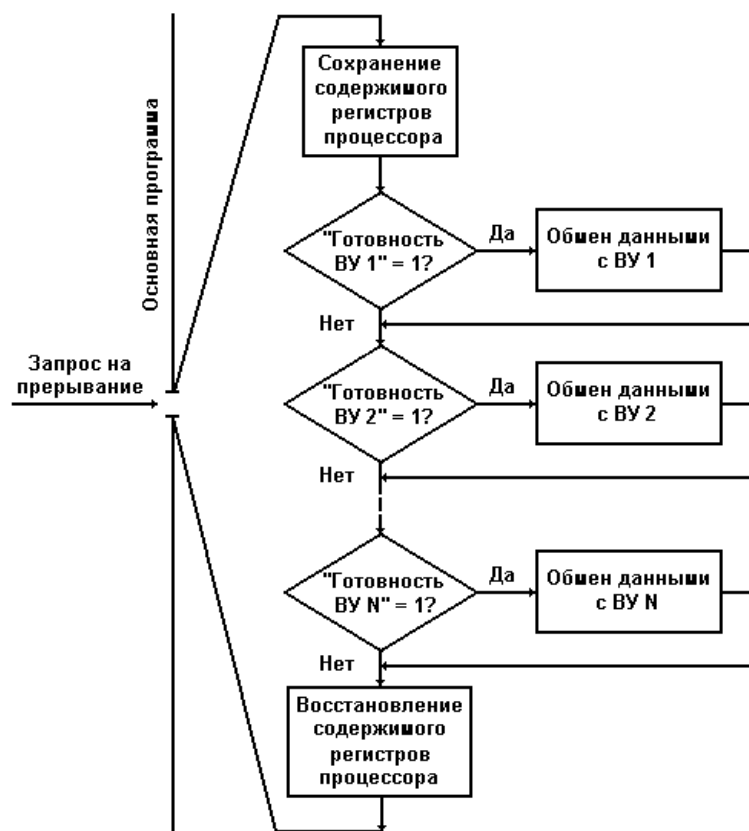 Сохранение
содержимого
регистров
процессора
Основная программа
"Готовность
ВУ 1" = 1?
Да
Обмен данными
с ВУ 1
Нет
Запрос на
прерывание
"Готовность
ВУ 2" = 1?
Да
Обмен данными
с ВУ 2
Нет
"Готовность
ВУ N" = 1?
Да
Обмен данными
с ВУ N
Нет
Восстановление
содержимого
регистров
процессора